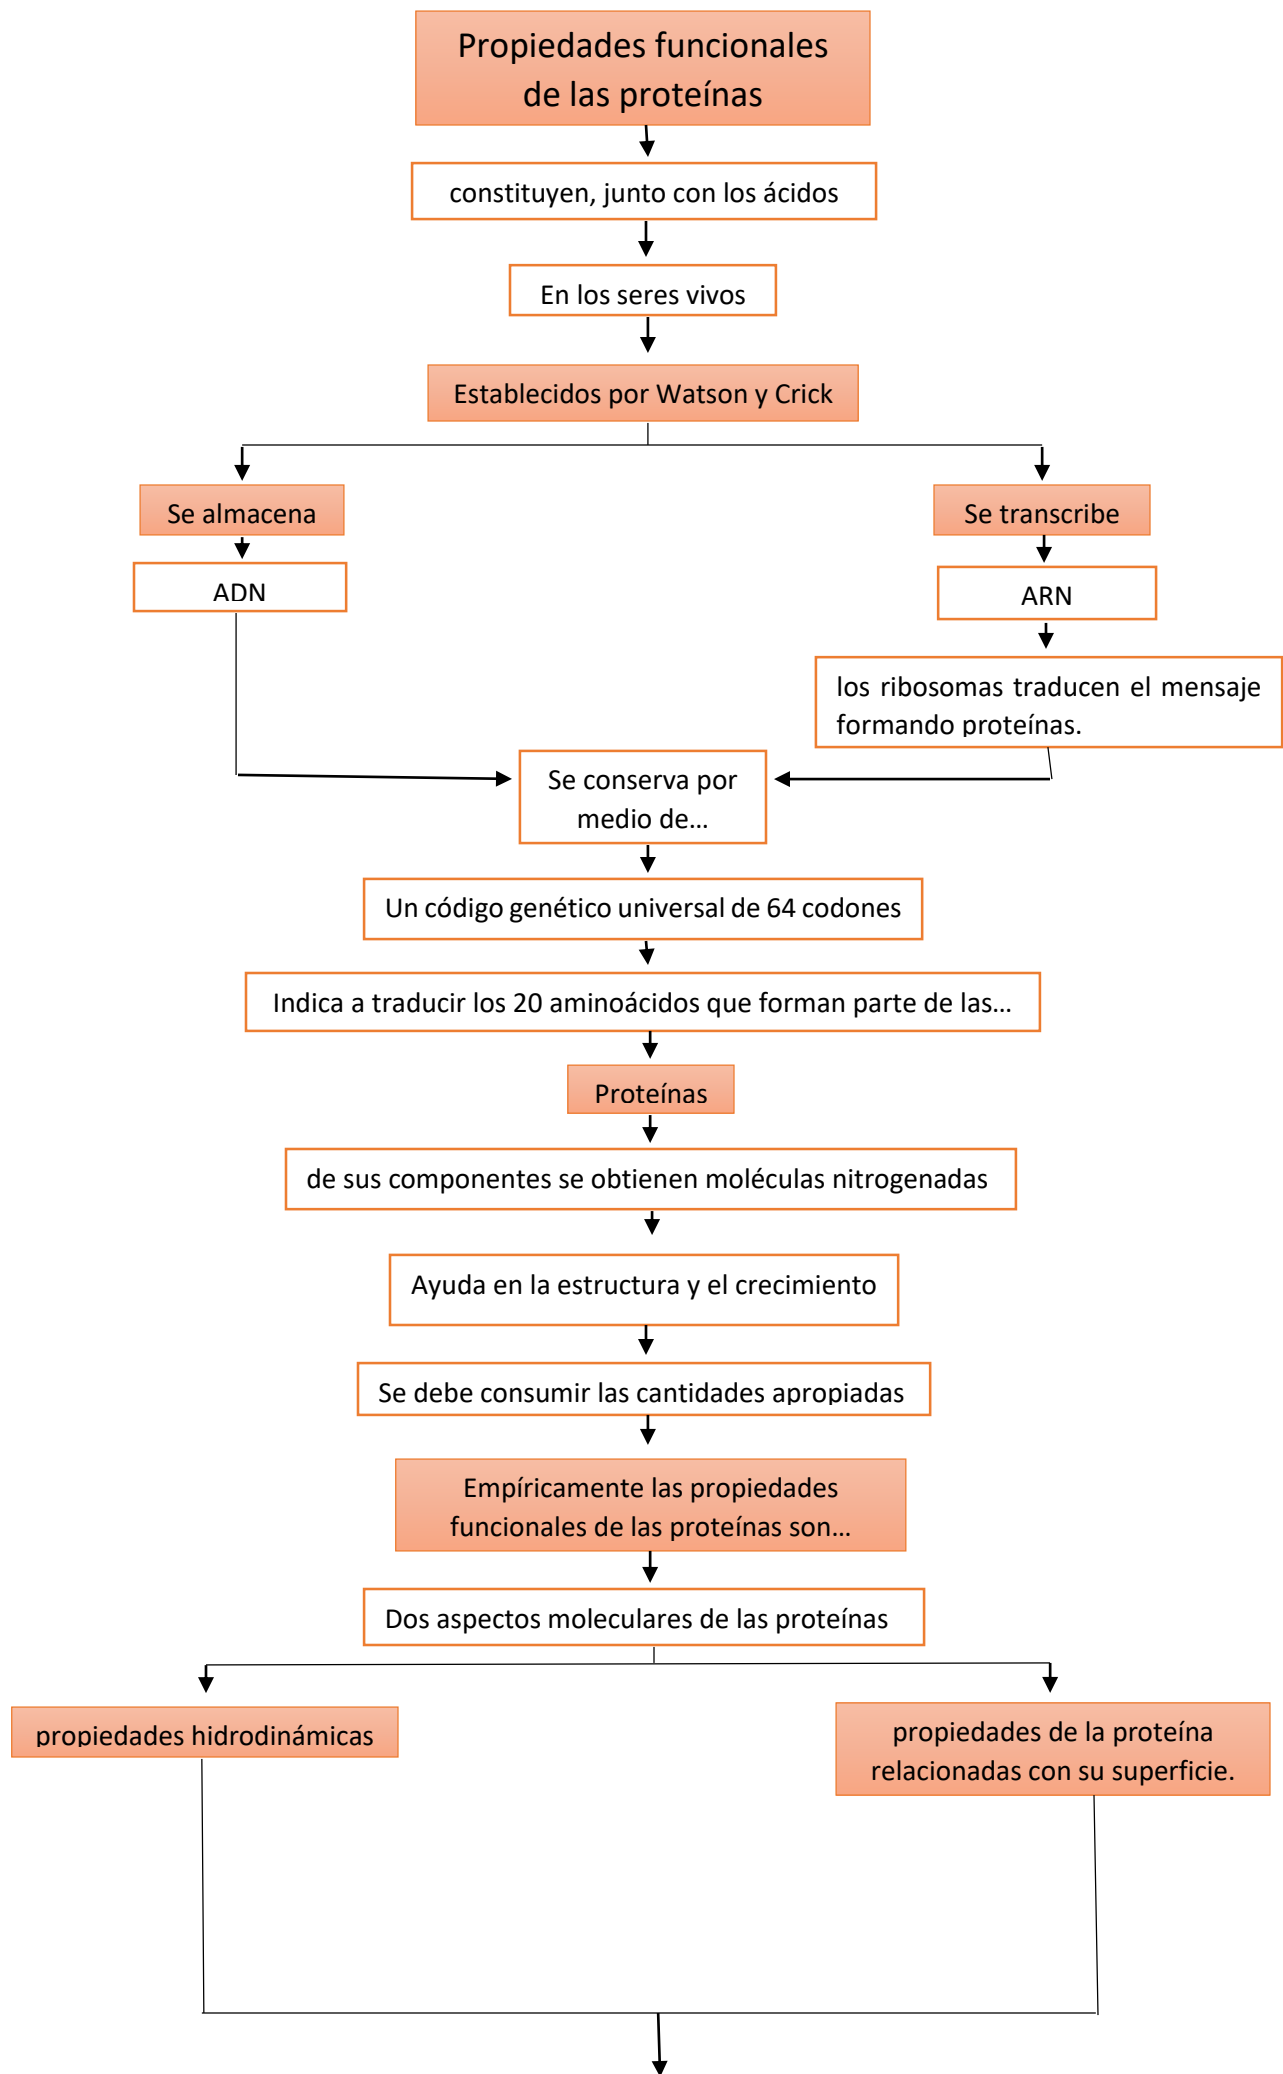 Propiedades funcionales
de las proteínas
constituyen, junto con los ácidos
En los seres vivos
Establecidos por Watson y Crick
Se almacena
Se transcribe
ADN
ARN
los ribosomas traducen el mensaje
formando proteínas.
Se conserva por
medio de...
Un código genético universal de 64 codones
Indica a traducir los 20 aminoácidos que forman parte de las...
Proteínas
de sus componentes se obtienen moléculas nitrogenadas
Ayuda en la estructura y el crecimiento
Se debe consumir las cantidades apropiadas
Empíricamente las propiedades
funcionales de las proteínas son...
Dos aspectos moleculares de las proteínas
propiedades hidrodinámicas
propiedades de la proteína
relacionadas con su superficie.